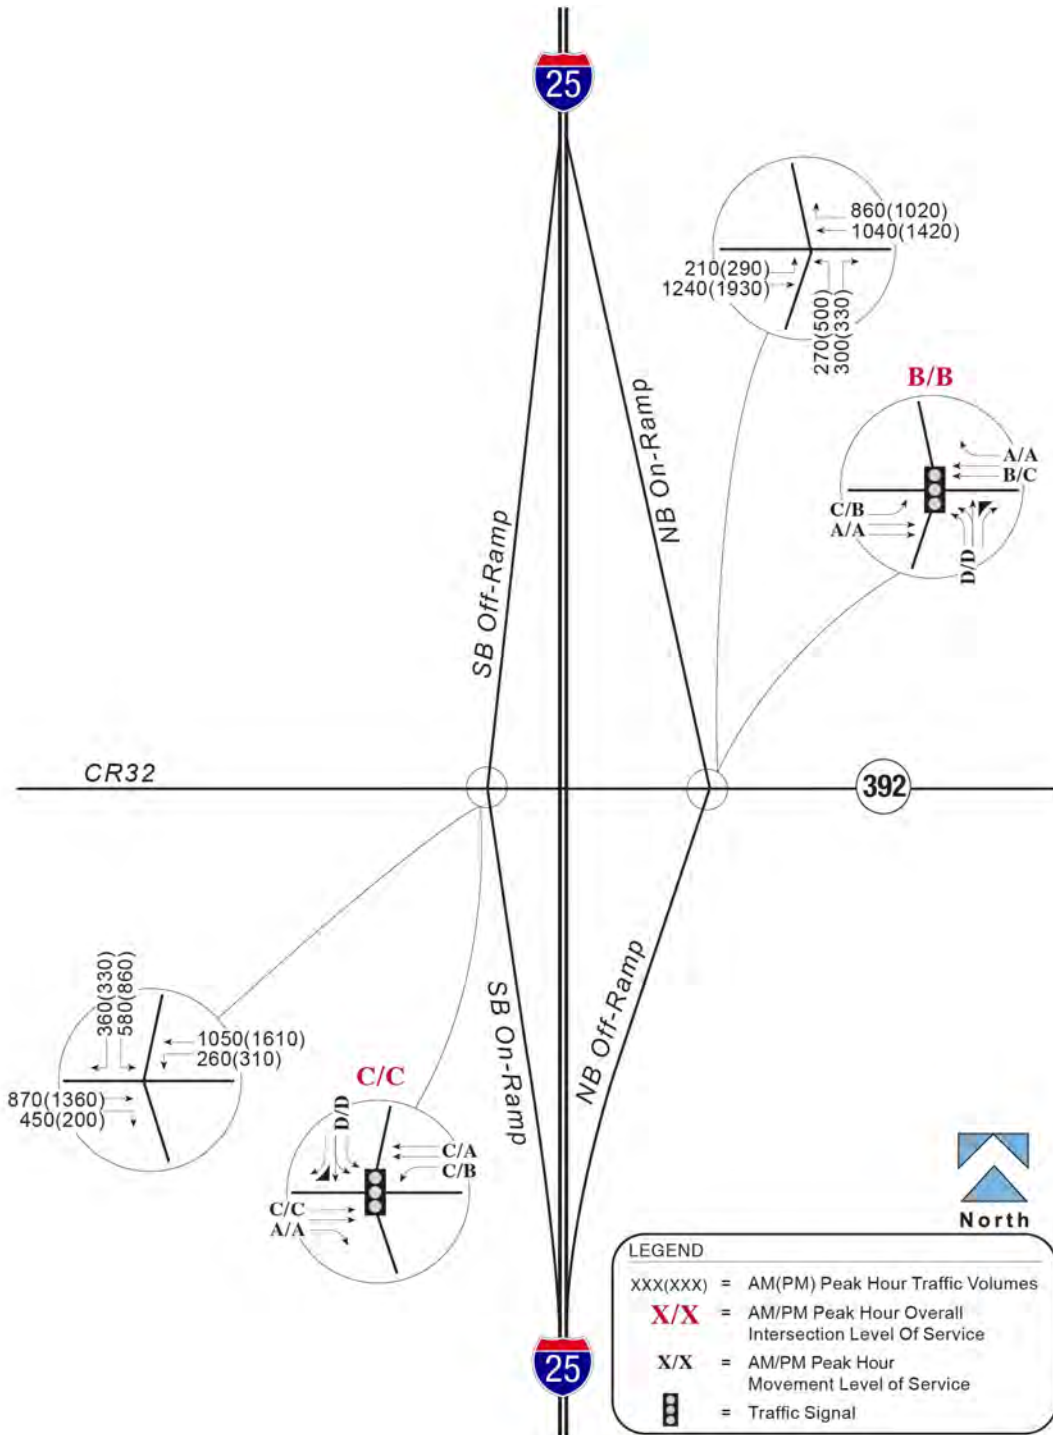 25
860(1020)
1040(1420)
210(290)
1240(1930)
270(500)
300(330)
B/B
A/A
B/C
C/B
A/A
D/D
SB Off-Ramp
NB On-Ramp
CR32
392
360(330)
580(860)
1050(1610)
260(310)
870(1360)
450(200)
C/C
D/D
C/A
C/B
C/C
A/A
SB On-Ramp
NB Off-Ramp
North
25
LEGEND
XXX(XXX) = AM(PM) Peak Hour Traffic Volumes
X/X = AM/PM Peak Hour Overall
Intersection Level Of Service
X/X = AM/PM Peak Hour
Movement Level of Service
= Traffic Signal